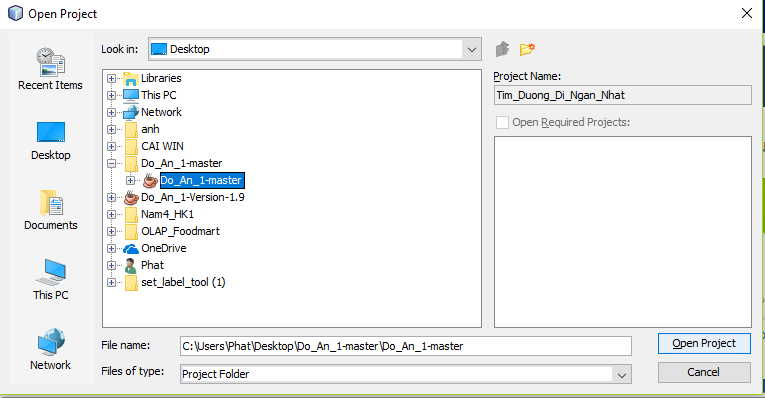 Open Project
Look in:
Desktop
Recent Items
Desktop
Documents
This PC
Network
Libraries
This PC
Network
anh
CAI WIN
Do_An_1-master
Do_An_1-master
Do_An_1-Version-1.9
Nam4_HK1
OLAP_Foodmart
OneDrive
Phat
set_label_tool (1)
Project Name:
Tim_Duong_Di_Ngan_Nhat
Open Required Projects:
File name:
C:\Users\Phat\Desktop\Do_An_1-master\Do_An_1-master
Open Project
Files of type:
Project Folder
Cancel